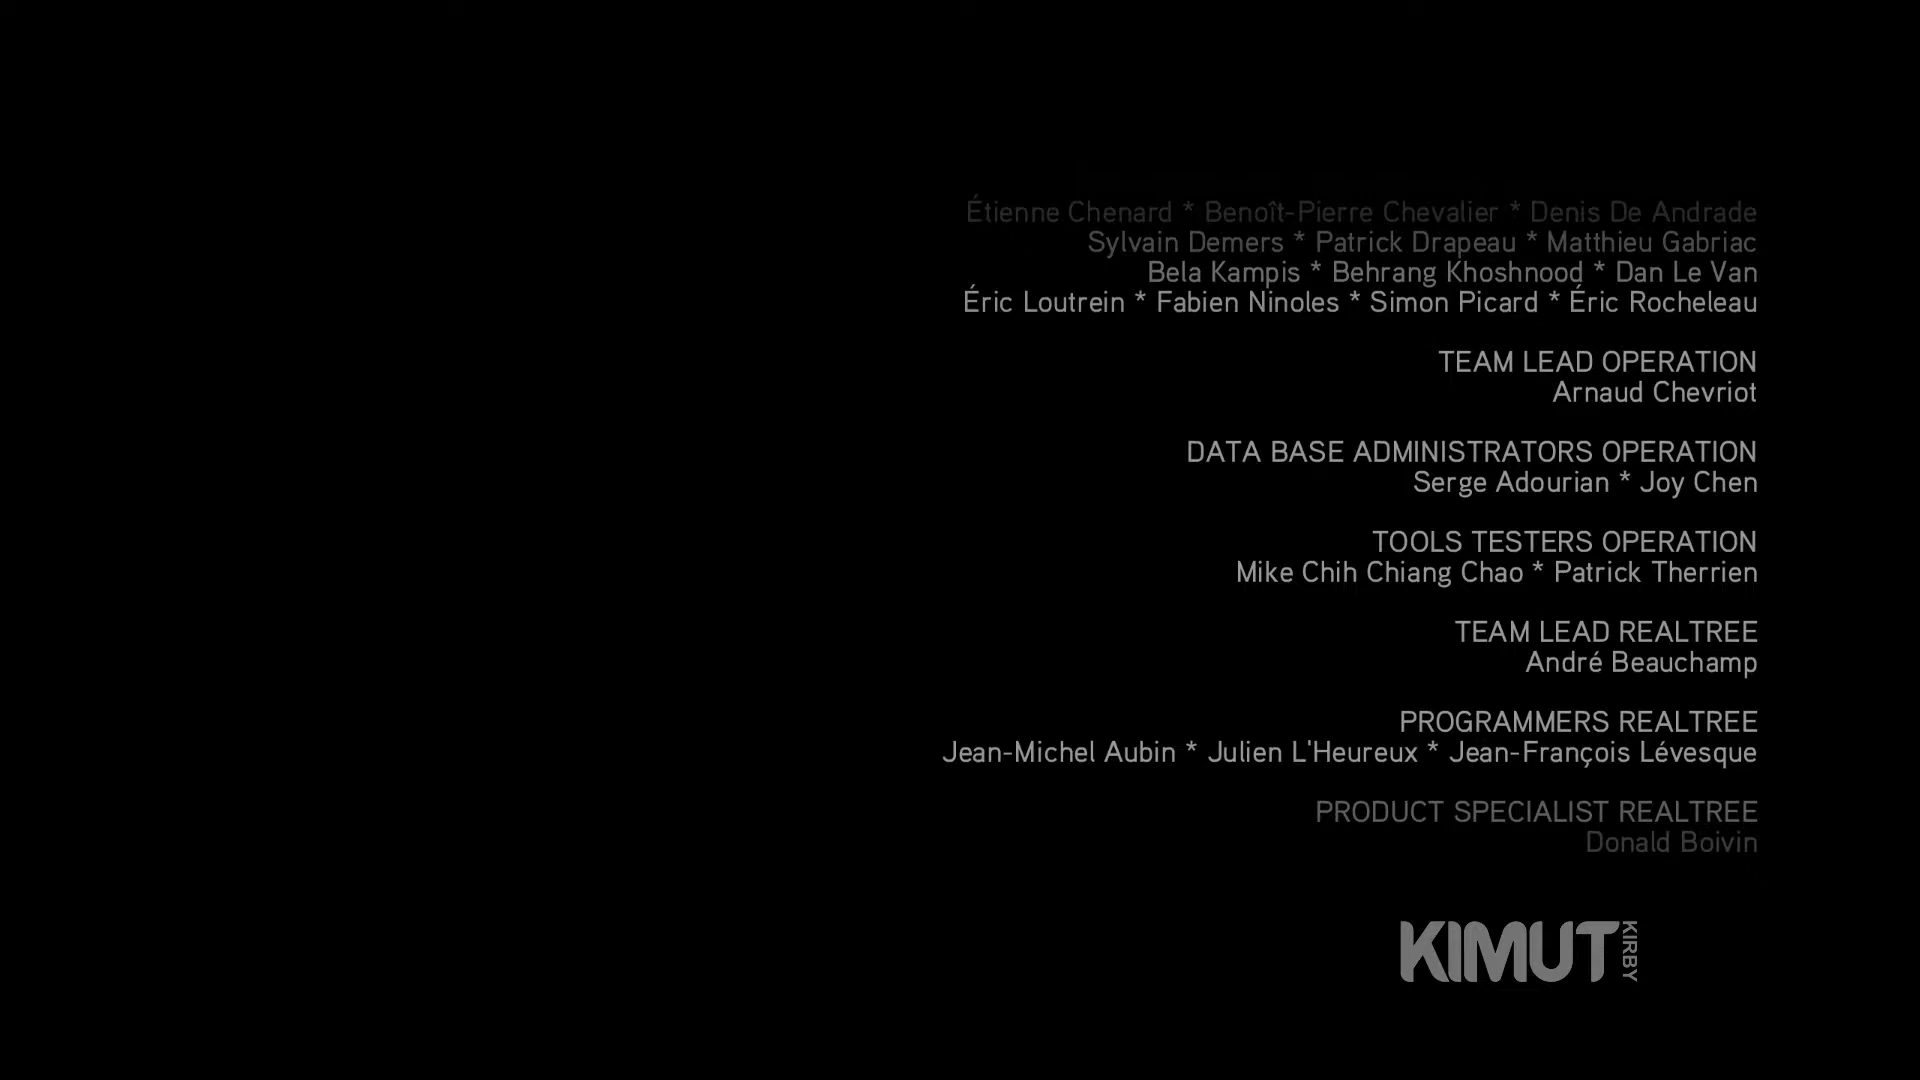 Étienne Chenard * Benoît-Pierre Chevalier * Denis De Andrade
Sylvain Demers * Patrick Drapeau * Matthieu Gabriac
Bela Kampis * Behrang Khoshnood * Dan Le Van
Éric Loutrein * Fabien Ninoles * Simon Picard * Éric Rocheleau
TEAM LEAD OPERATION
Arnaud Chevriot
DATA BASE ADMINISTRATORS OPERATION
Serge Adourian * Joy Chen
TOOLS TESTERS OPERATION
Mike Chih Chiang Chao * Patrick Therrien
TEAM LEAD REALTREE
André Beauchamp
PROGRAMMERS REALTREE
Jean-Michel Aubin * Julien L'Heureux * Jean-François Lévesque
PRODUCT SPECIALIST REALTREE
Donald Boivin
KIMUT KIRBY